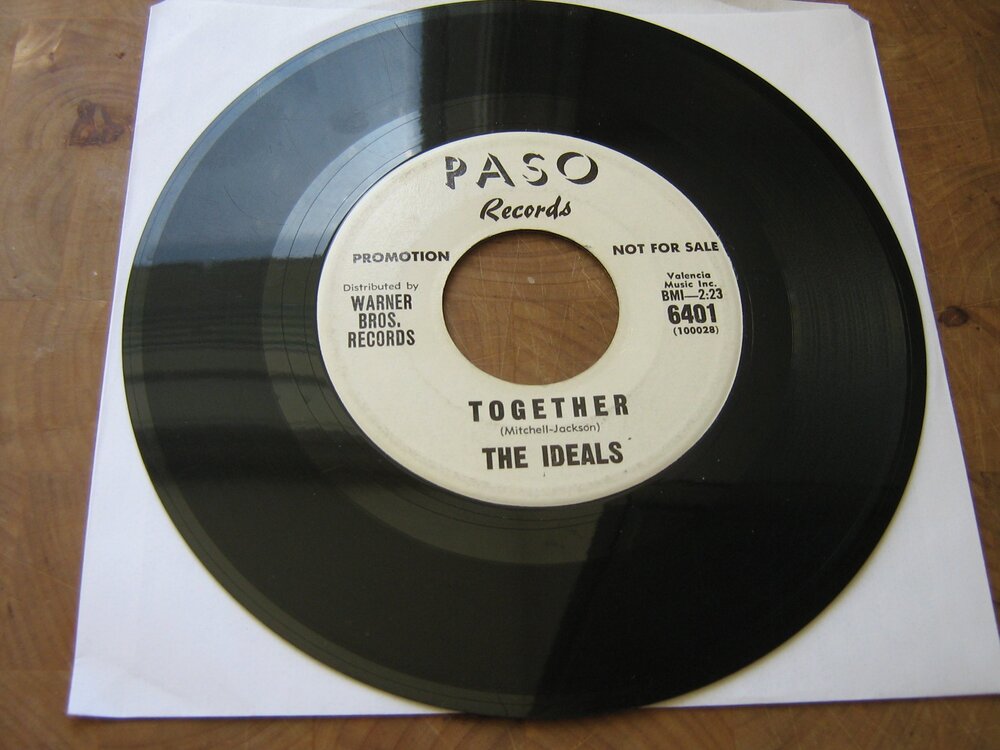 PASO
Records
PROMOTION
NOT FOR SALE
Distributed by
WARNER
BROS.
RECORDS
Valencia
Music Inc.
BMI—2:23
6401
(100028)
TOGETHER
(Mitchell-Jackson)
THE IDEALS